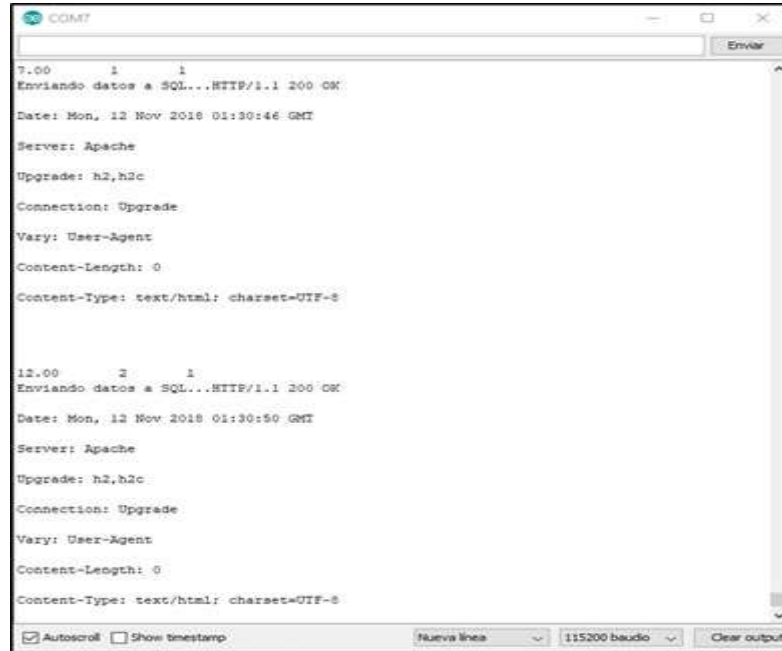 COM7
Enviar
7.00 1 1
Enviando datos a SQL...HTTP/1.1 200 OK
Date: Mon, 12 Nov 2018 01:30:46 GMT
Server: Apache
Upgrade: h2,h2c
Connection: Upgrade
Vary: User-Agent
Content-Length: 0
Content-Type: text/html; charset=UTF-8
12.00 2 1
Enviando datos a SQL...HTTP/1.1 200 OK
Date: Mon, 12 Nov 2018 01:30:50 GMT
Server: Apache
Upgrade: h2,h2c
Connection: Upgrade
Vary: User-Agent
Content-Length: 0
Content-Type: text/html; charset=UTF-8
Autoscroll Show timestamp Nueva línea 115200 baudio Clear output